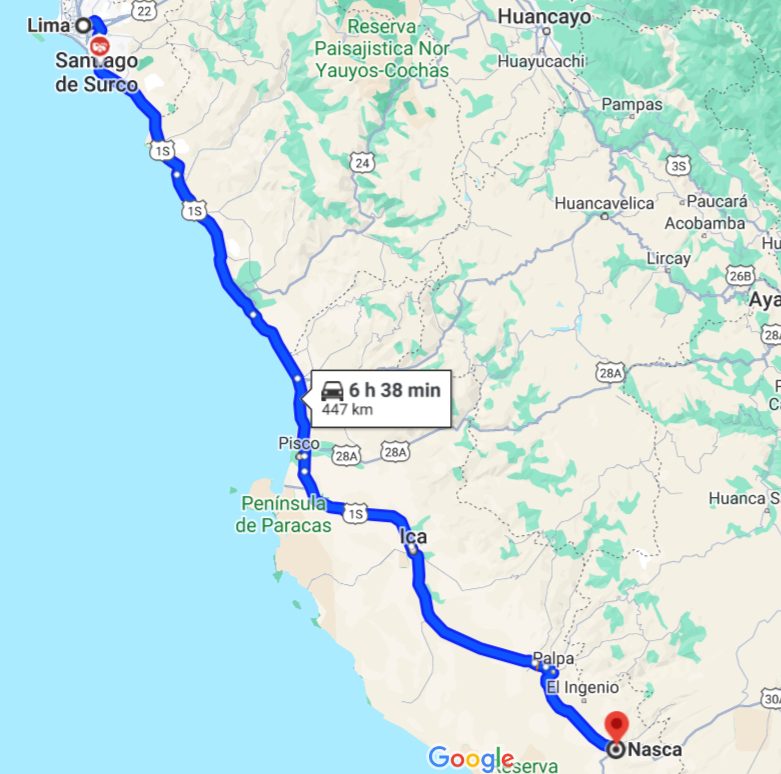 22
Lima
Huancayo
Reserva
Paisajistica Nor
Yauyos-Cochas
Huayucachi
Santiago
de Surco
Pampas
1S
24
3S
1S
Huancavelica
Paucará
Acobamba
Hu
Lircay
26B
Aya
28A
28A
6 h 38 min
447 km
Pisco
28A
28A
Península
de Paracas
1S
Huanca S
Ica
Palpa
El Ingenio
30A
Nasca
Google
Reserva